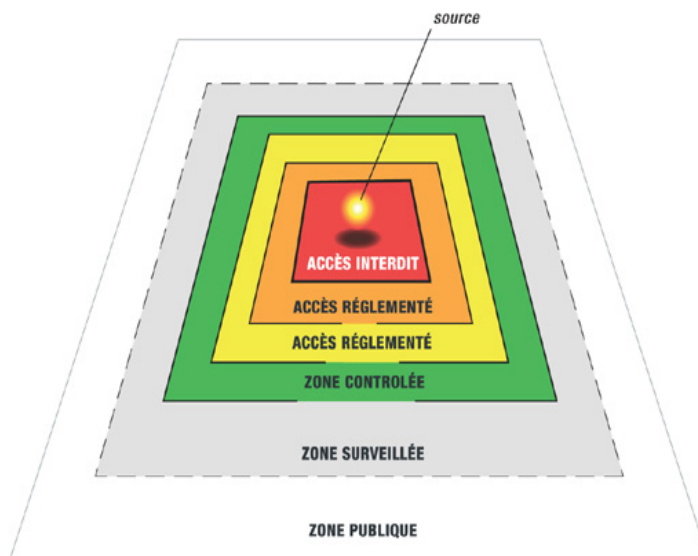 source
ACCÈS INTERDIT
ACCÈS RÉGLEMENTÉ
ACCÈS RÉGLEMENTÉ
ZONE CONTROLÉE
ZONE SURVEILLÉE
ZONE PUBLIQUE